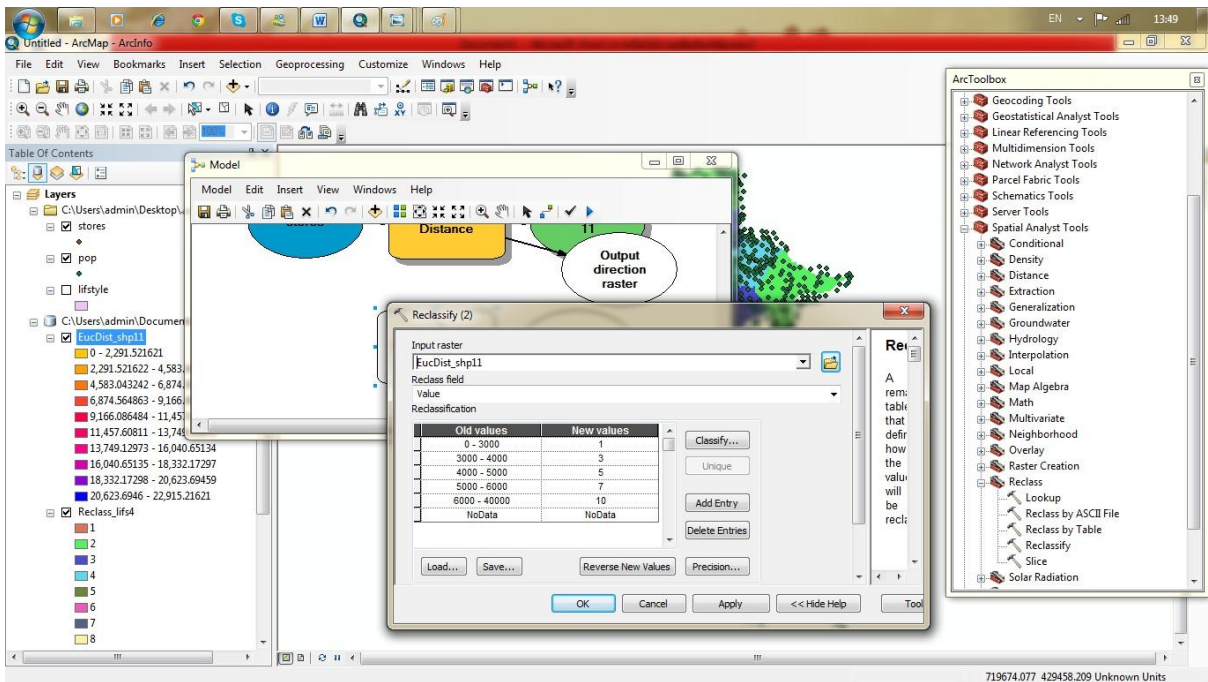 EN
13:49
Untitled - ArcMap - ArcInfo
File Edit View Bookmarks Insert Selection Geoprocessing Customize Windows Help
100%
Table Of Contents
Layers
C:\Users\admin\Desktop\
stores
pop
lifstyle
C:\Users\admin\Documen
EucDist_shp11
0 - 2,291.521621
2,291.521622 - 4,583.
4,583.043242 - 6,874.
6,874.564863 - 9,166.
9,166.086484 - 11,457
11,457.60811 - 13,749
13,749.12973 - 16,040.65134
16,040.65135 - 18,332.17297
18,332.17298 - 20,623.69459
20,623.6946 - 22,915.21621
Reclass_lifs4
1
2
3
4
5
6
7
8
Model
Model Edit Insert View Windows Help
Distance
11
Output
direction
raster
Reclassify (2)
Input raster
EucDist_shp11
Reclass field
Value
Reclassification
Old values New values
0 - 3000 1
3000 - 4000 3
4000 - 5000 5
5000 - 6000 7
6000 - 40000 10
NoData NoData
Classify...
Unique
Add Entry
Delete Entries
Load... Save... Reverse New Values Precision...
OK Cancel Apply << Hide Help Tool
Rec
A
rema
table
that
defin
how
the
value
will
be
recla
ArcToolbox
Geocoding Tools
Geostatistical Analyst Tools
Linear Referencing Tools
Multidimension Tools
Network Analyst Tools
Parcel Fabric Tools
Schematics Tools
Server Tools
Spatial Analyst Tools
Conditional
Density
Distance
Extraction
Generalization
Groundwater
Hydrology
Interpolation
Local
Map Algebra
Math
Multivariate
Neighborhood
Overlay
Raster Creation
Reclass
Lookup
Reclass by ASCII File
Reclass by Table
Reclassify
Slice
Solar Radiation
719674.077 429458.209 Unknown Units